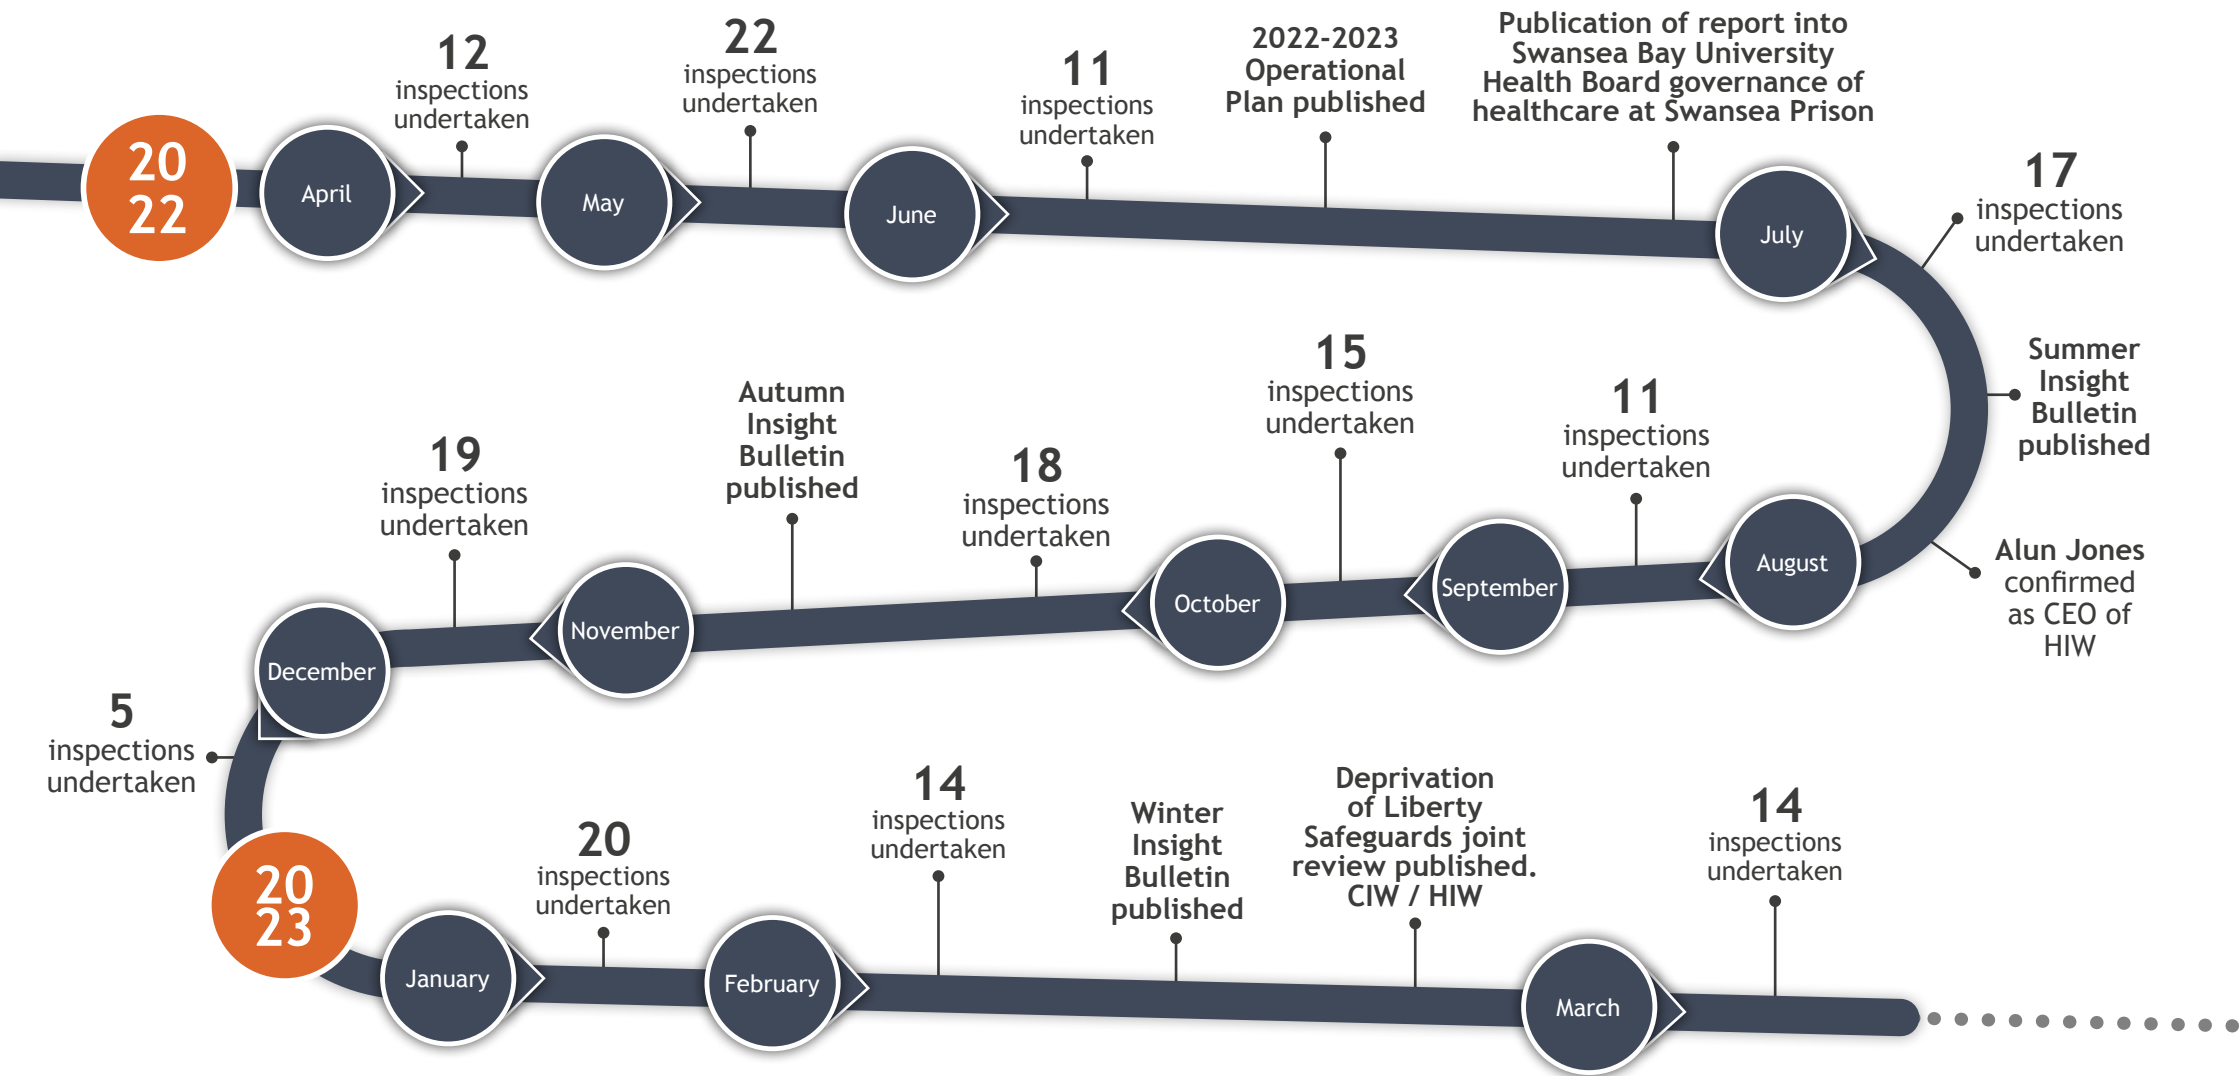 20
22
April
12
inspections
undertaken
May
22
inspections
undertaken
June
11
inspections
undertaken
2022-2023
Operational
Plan published
Publication of report into
Swansea Bay University
Health Board governance of
healthcare at Swansea Prison
July
17
inspections
undertaken
Summer
Insight
Bulletin
published
Alun Jones
confirmed
as CEO of
HIW
August
11
inspections
undertaken
September
15
inspections
undertaken
October
18
inspections
undertaken
Autumn
Insight
Bulletin
published
November
19
inspections
undertaken
December
5
inspections
undertaken
20
23
January
20
inspections
undertaken
February
14
inspections
undertaken
Winter
Insight
Bulletin
published
Deprivation
of Liberty
Safeguards joint
review published.
CIW / HIW
March
14
inspections
undertaken